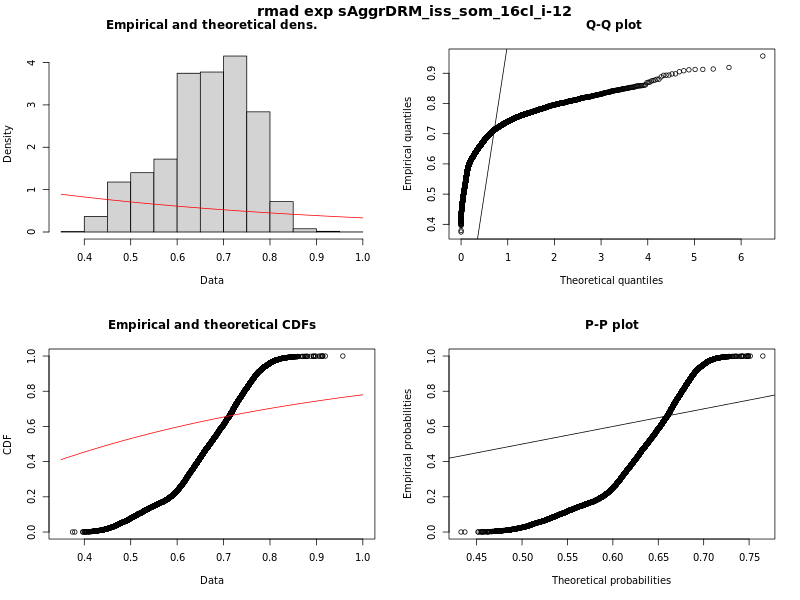 rmad exp sAggrDRM_iss_som_16cl_i-12
Empirical and theoretical dens.
Density
0 1 2 3 4
0.4 0.5 0.6 0.7 0.8 0.9 1.0
Data
Q-Q plot
Empirical quantiles
0.4 0.5 0.6 0.7 0.8 0.9
0 1 2 3 4 5 6
Theoretical quantiles
Empirical and theoretical CDFs
CDF
0.0 0.2 0.4 0.6 0.8 1.0
0.4 0.5 0.6 0.7 0.8 0.9 1.0
Data
P-P plot
Empirical probabilities
0.0 0.2 0.4 0.6 0.8 1.0
0.45 0.50 0.55 0.60 0.65 0.70 0.75
Theoretical probabilities